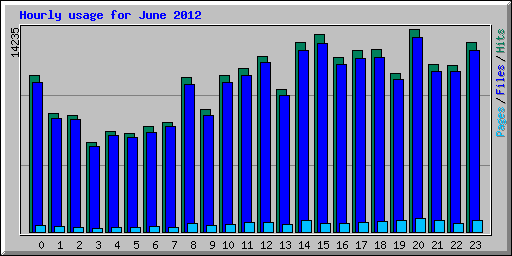 Hourly usage for June 2012
14235
Pages/Files/Hits
0 1 2 3 4 5 6 7 8 9 10 11 12 13 14 15 16 17 18 19 20 21 22 23